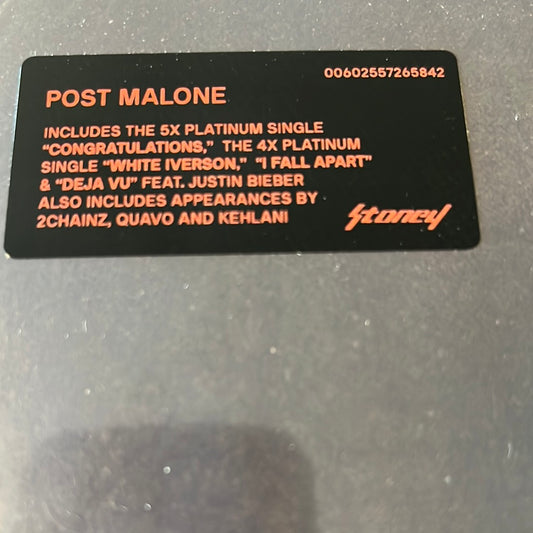 00602557265842
POST MALONE
INCLUDES THE 5X PLATINUM SINGLE
“CONGRATULATIONS,” THE 4X PLATINUM
SINGLE “WHITE IVERSON,” “I FALL APART”
& “DEJA VU” FEAT. JUSTIN BIEBER
ALSO INCLUDES APPEARANCES BY
2CHAINZ, QUAVO AND KEHLANI
Stoney